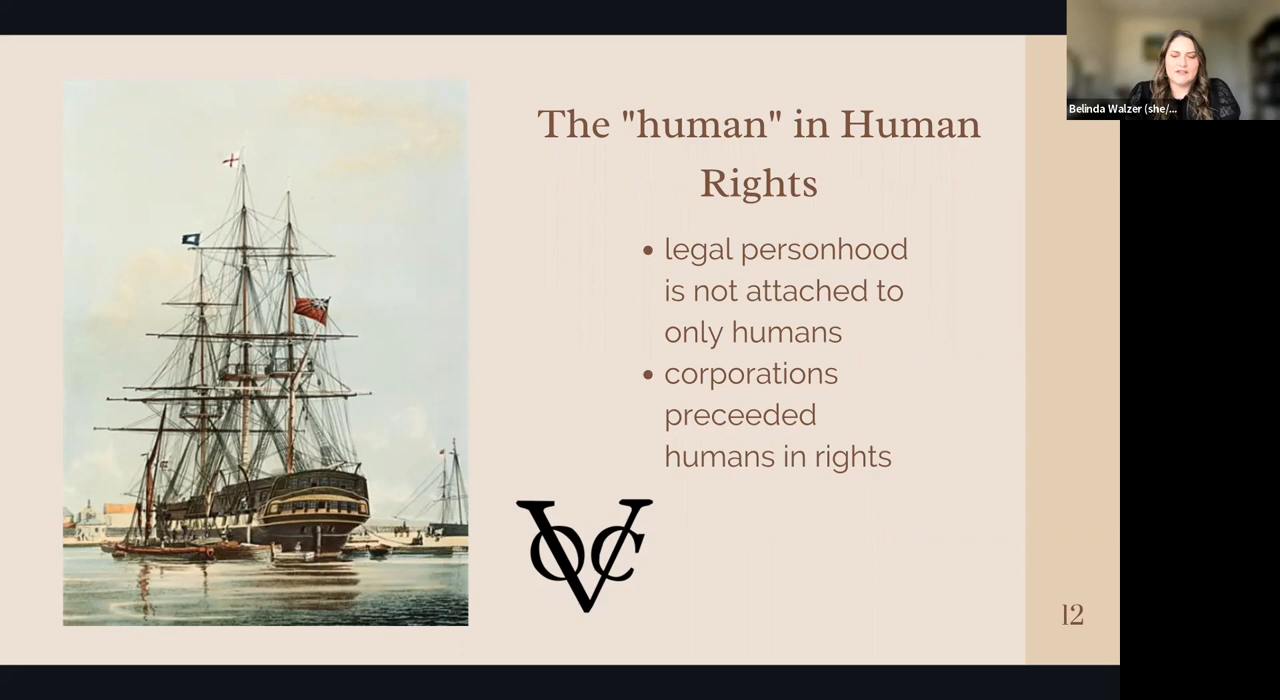 Belinda Walzer (she/...
The "human" in Human
Rights
• legal personhood
is not attached to
only humans
• corporations
preceeded
humans in rights
VOC
12